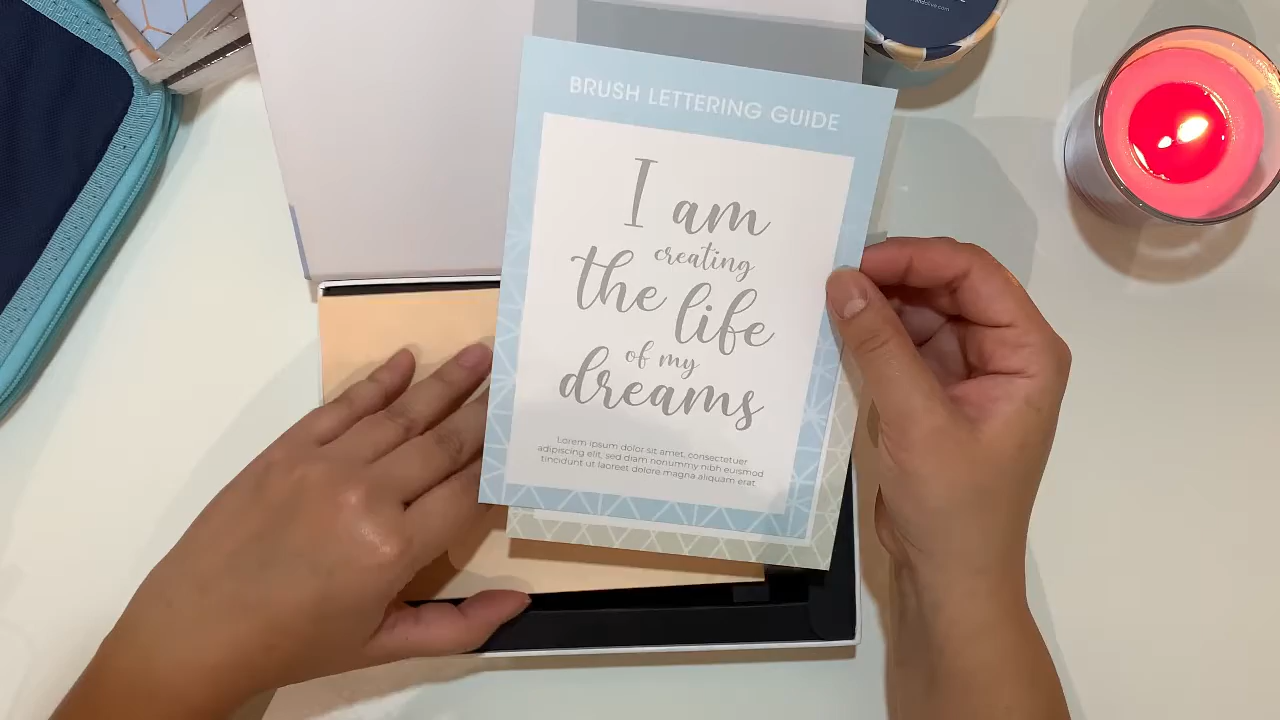 BRUSH LETTERING GUIDE
I am
creating
the life
of my
dreams
Lorem ipsum dolor sit amet, consectetuer
adipiscing elit, sed diam nonummy nibh euismod
tincidunt ut laoreet dolore magna aliquam erat